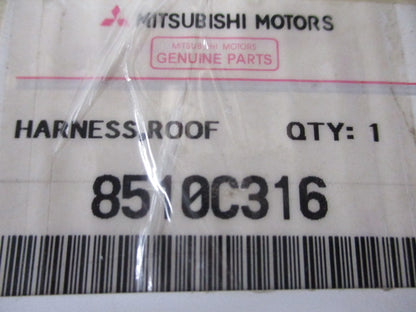 MITSUBISHI MOTORS
MITSUBISHI MOTORS
GENUINE PARTS
HARNESS,ROOF QTY: 1
8510C316